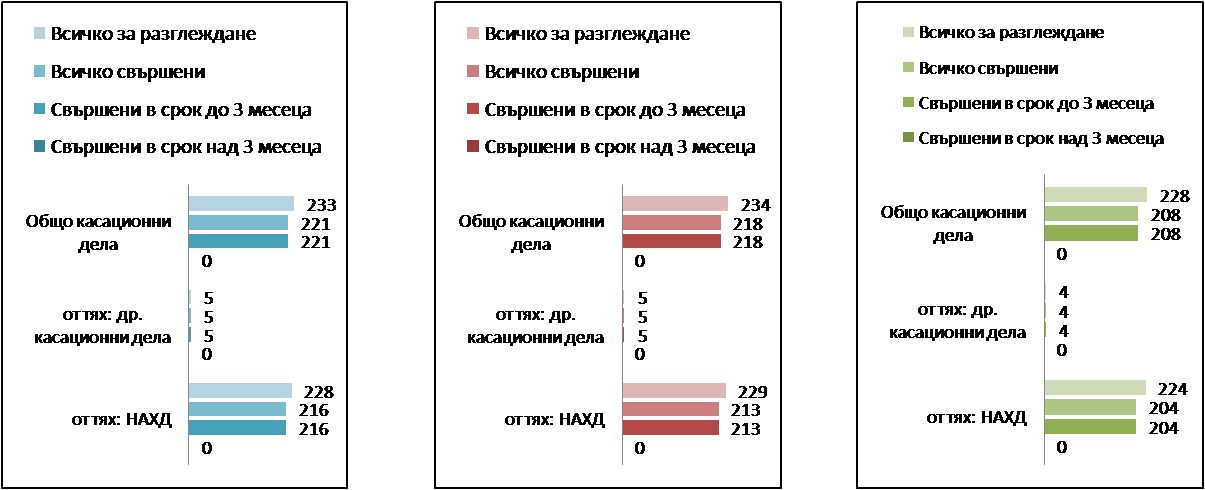 Всичко за разглеждане
Всичко свършени
Свършени в срок до 3 месеца
Свършени в срок над 3 месеца
Общо касационни
дела
233
221
221
0
оттях: др.
касационни дела
5
5
5
0
оттях: НАХД
228
216
216
0
Всичко за разглеждане
Всичко свършени
Свършени в срок до 3 месеца
Свършени в срок над 3 месеца
Общо касационни
дела
234
218
218
0
оттях: др.
касационни дела
5
5
5
0
оттях: НАХД
229
213
213
0
Всичко за разглеждане
Всичко свършени
Свършени в срок до 3 месеца
Свършени в срок над 3 месеца
Общо касационни
дела
228
208
208
0
оттях: др.
касационни дела
4
4
4
0
оттях: НАХД
224
204
204
0